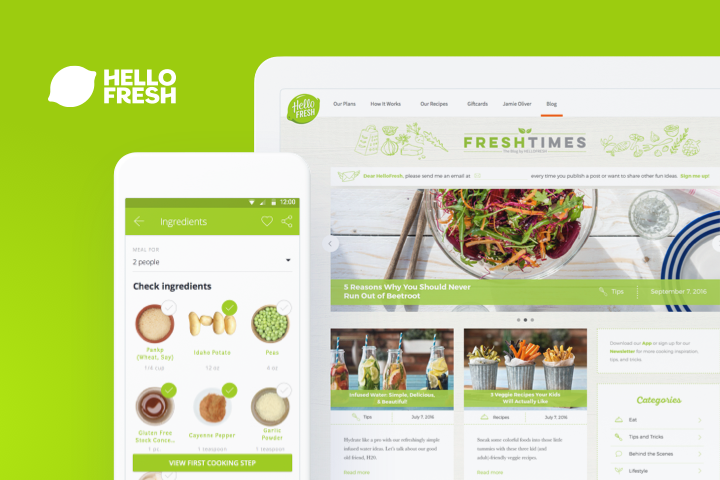 HELLO
FRESH
12:00
Ingredients
MEAL FOR
2 people
Check ingredients
Panko
(Wheat, Soy)
1/4 cup
Idaho Potato
12 oz
Peas
4 oz
Gluten Free
Stock Conce...
1 oz
Cayenne Pepper
1 teaspoon
Garlic
Powder
1 teaspoon
VIEW FIRST COOKING STEP
Hello
FRESH
Our Plans
How It Works
Our Recipes
Giftcards
Jamie Oliver
Blog
FRESHTIMES
The Blog by HELLOFRESH
Dear HelloFresh, please send me an email at
every time you publish a post or want to share other fun ideas. Sign me up!
5 Reasons Why You Should Never
Run Out of Beetroot
Tips
September 7, 2016
Infused Water: Simple, Delicious,
& Beautiful!
Tips
July 7, 2016
Hydrate like a pro with our refreshingly simple
infused water ideas. Let's talk about our good
old friend, H20.
Read more
3 Veggie Recipes Your Kids
Will Actually Like
Recipes
July 7, 2016
Sneak some colorful foods into those little
tummies with these three kid (and
adult)-friendly veggie recipes.
Read more
Download our App or sign up for our
Newsletter for more cooking inspiration,
tips and tricks.
Categories
Eat
Tips and Tricks
Behind the Scenes
Lifestyle